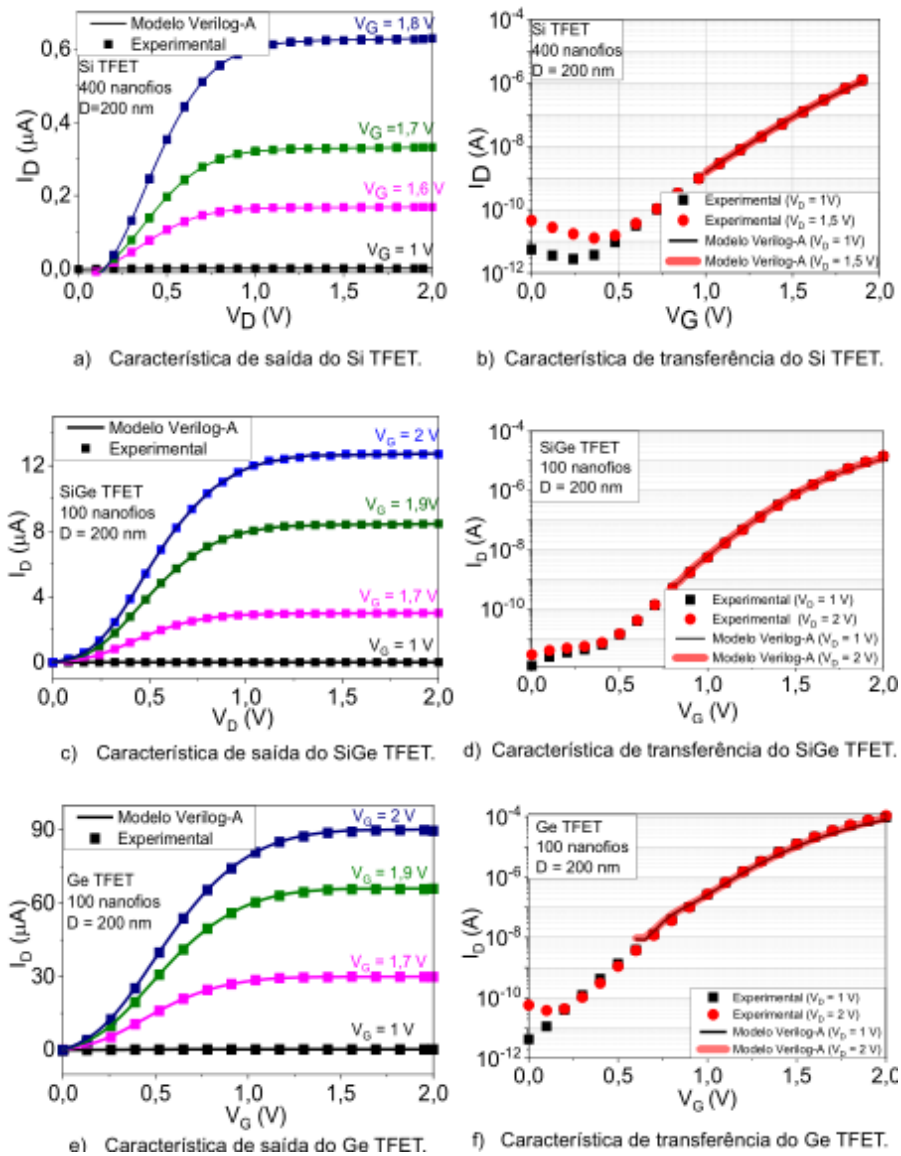 Modelo Verilog-A
Experimental
Si TFET
400 nanofios
D=200 nm
V_G = 1,8 V
V_G =1,7 V
V_G = 1,6 V
V_G = 1 V
0,6
0,4
0,2
0,0
I_D (µA)
0,0 0,5 1,0 1,5 2,0
V_D (V)
a) Característica de saída do Si TFET.
Si TFET
400 nanofios
D = 200 nm
10^-4
10^-6
10^-8
10^-10
10^-12
I_D (A)
Experimental (V_D = 1V)
Experimental (V_D = 1,5 V)
Modelo Verilog-A (V_D = 1V)
Modelo Verilog-A (V_D = 1,5 V)
0,0 0,5 1,0 1,5 2,0
V_G (V)
b) Característica de transferência do Si TFET.
Modelo Verilog-A
Experimental
V_G = 2 V
SiGe TFET
100 nanofios
D = 200 nm
V_G = 1,9V
V_G = 1,7 V
V_G = 1 V
12
8
4
0
I_D (µA)
0,0 0,5 1,0 1,5 2,0
V_D (V)
c) Característica de saída do SiGe TFET.
SiGe TFET
100 nanofios
D = 200 nm
10^-4
10^-6
10^-8
10^-10
I_D (A)
Experimental (V_D = 1 V)
Experimental (V_D = 2 V)
Modelo Verilog-A (V_D = 1 V)
Modelo Verilog-A (V_D = 2 V)
0,0 0,5 1,0 1,5 2,0
V_G (V)
d) Característica de transferência do SiGe TFET.
Modelo Verilog-A
Experimental
V_G = 2 V
Ge TFET
100 nanofios
D = 200 nm
V_G = 1,9 V
V_G = 1,7 V
V_G = 1 V
90
60
30
0
I_D (µA)
0,0 0,5 1,0 1,5 2,0
V_G (V)
e) Característica de saída do Ge TFET.
Ge TFET
100 nanofios
D = 200 nm
10^-4
10^-6
10^-8
10^-10
10^-12
I_D (A)
Experimental (V_D = 1 V)
Experimental (V_D = 2 V)
Modelo Verilog-A (V_D = 1 V)
Modelo Verilog-A (V_D = 2 V)
0,0 0,5 1,0 1,5 2,0
V_G (V)
f) Característica de transferência do Ge TFET.